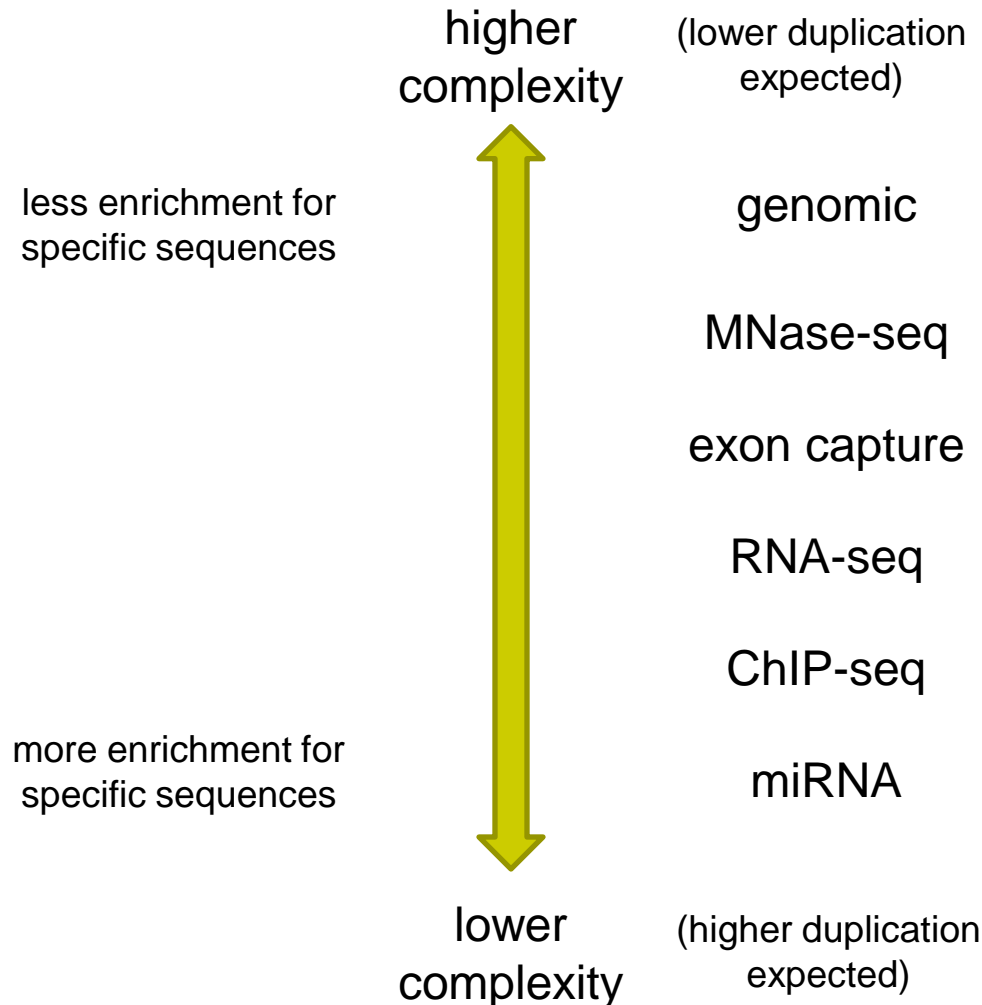 higher
complexity
(lower duplication
expected)
less enrichment for
specific sequences
genomic
MNase-seq
exon capture
RNA-seq
ChIP-seq
more enrichment for
specific sequences
miRNA
lower
complexity
(higher duplication
expected)